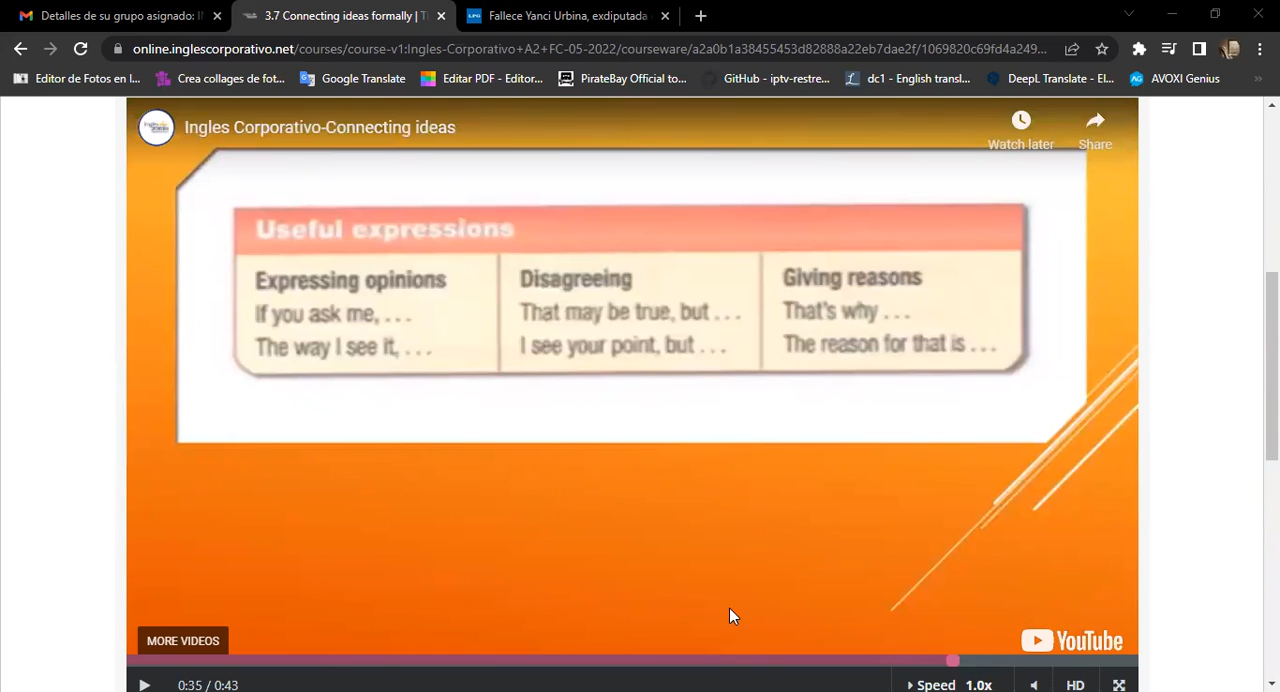 Detalles de su grupo asignado: I
3.7 Connecting ideas formally | T
LPG Fallece Yanci Urbina, exdiputada
online.inglescorporativo.net/courses/course-v1:Ingles-Corporativo+A2+FC-05-2022/courseware/a2a0b1a38455453d82888a22eb7dae2f/1069820c69fd4a249...
Editor de Fotos en l...
Crea collages de fot...
Google Translate
Editar PDF - Editor...
PirateBay Official to...
GitHub - iptv-restre...
dc1 - English transl...
DeepL Translate - El...
AVOXI Genius
Ingles Corporativo-Connecting ideas
Watch later
Share
Useful expressions
Expressing opinions
If you ask me, ...
The way I see it, ...
Disagreeing
That may be true, but ...
I see your point, but ...
Giving reasons
That's why ...
The reason for that is ...
MORE VIDEOS
YouTube
0:35 / 0:43
Speed 1.0x
HD